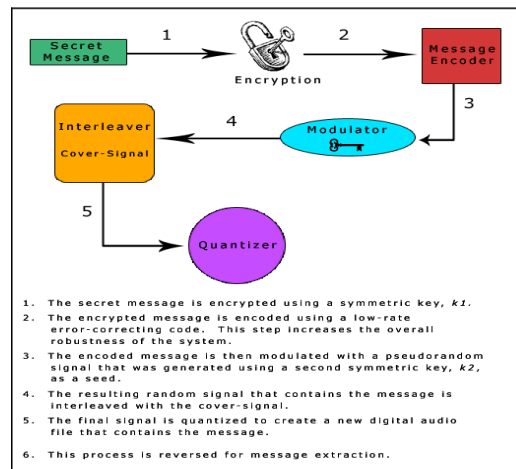 Secret
Message
1
Encryption
2
Message
Encoder
3
Modulator
4
Interleaver
Cover-Signal
5
Quantizer
1. The secret message is encrypted using a symmetric key, k1.
2. The encrypted message is encoded using a low-rate
error-correcting code. This step increases the overall
robustness of the system.
3. The encoded message is then modulated with a pseudorandom
signal that was generated using a second symmetric key, k2,
as a seed.
4. The resulting random signal that contains the message is
interleaved with the cover-signal.
5. The final signal is quantized to create a new digital audio
file that contains the message.
6. This process is reversed for message extraction.